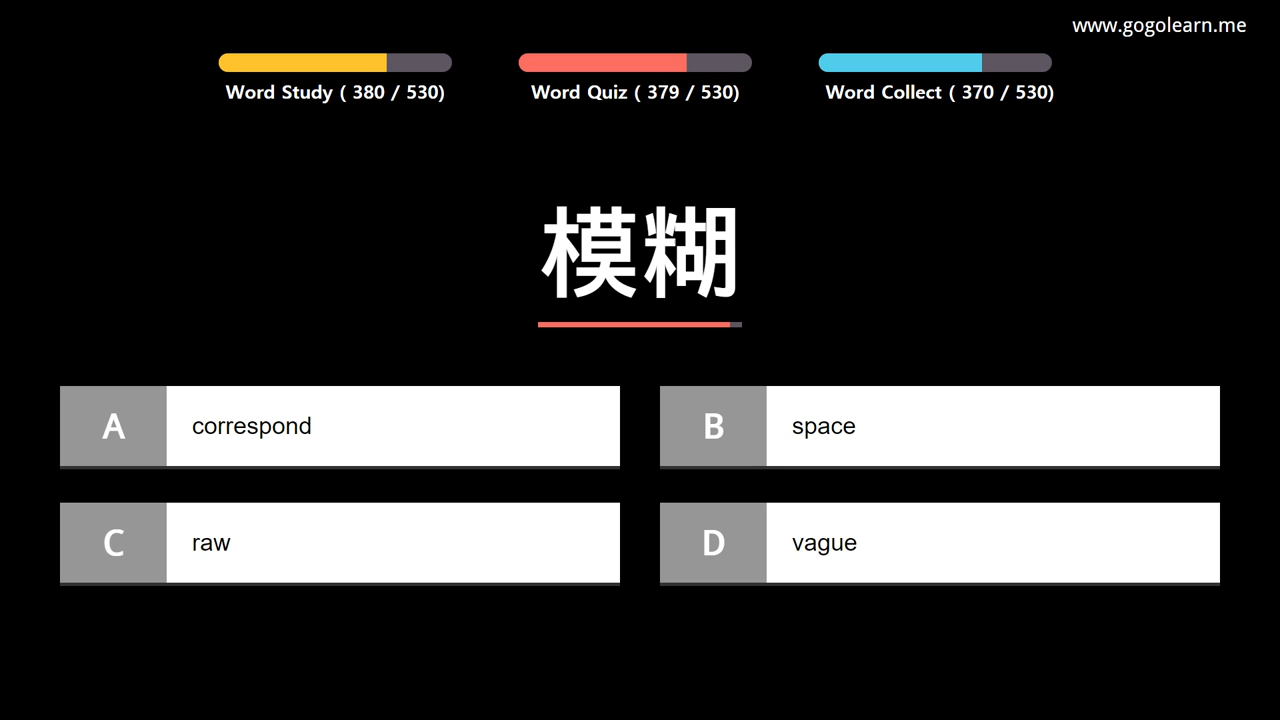 www.gogolearn.me
Word Study ( 380 / 530)
Word Quiz ( 379 / 530)
Word Collect ( 370 / 530)
模糊
A correspond
B space
C raw
D vague